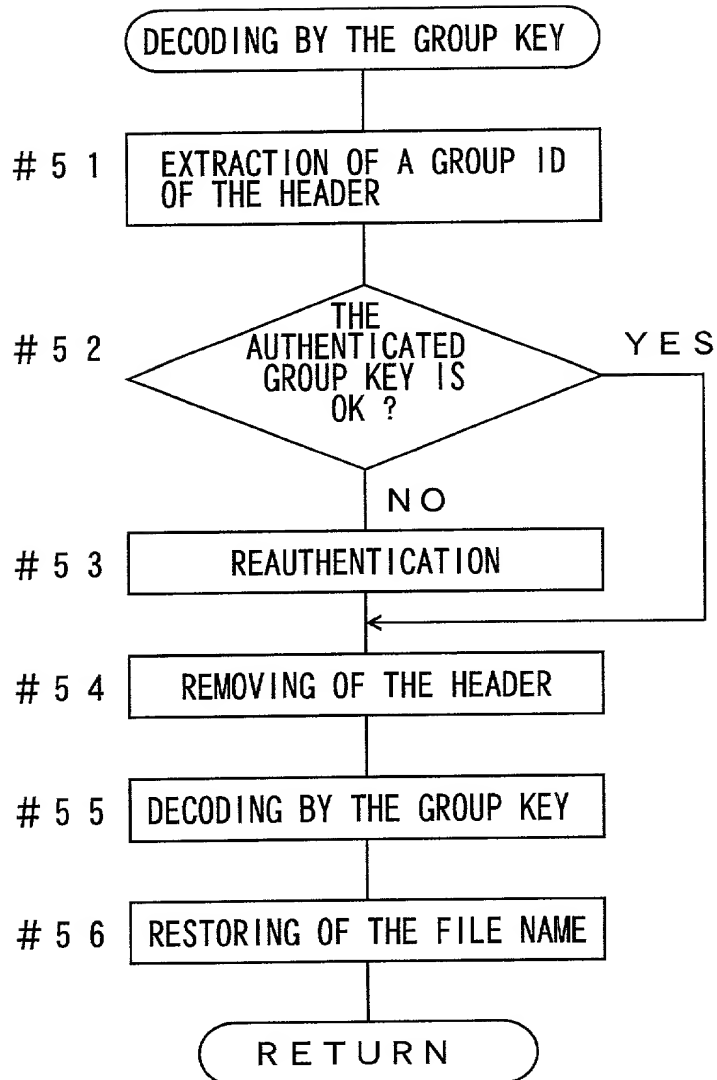 DECODING BY THE GROUP KEY
#51 EXTRACTION OF A GROUP ID
OF THE HEADER
#52
THE
AUTHENTICATED
GROUP KEY IS
OK ?
YES
NO
#53 REAUTHENTICATION
#54 REMOVING OF THE HEADER
#55 DECODING BY THE GROUP KEY
#56 RESTORING OF THE FILE NAME
RETURN